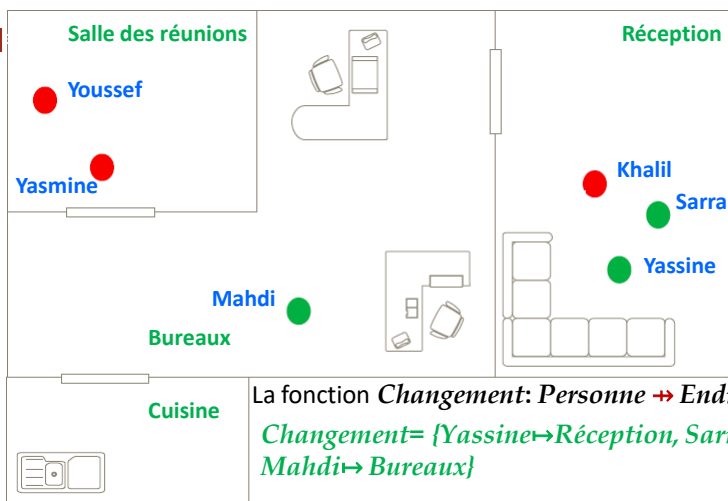 Salle des réunions
Réception
Youssef
Yasmine
Khalil
Sarra
Yassine
Mahdi
Bureaux
Cuisine
La fonction Changement: Personne ⇸ End
Changement= {Yassine↦Réception, Sarr
Mahdi↦ Bureaux}